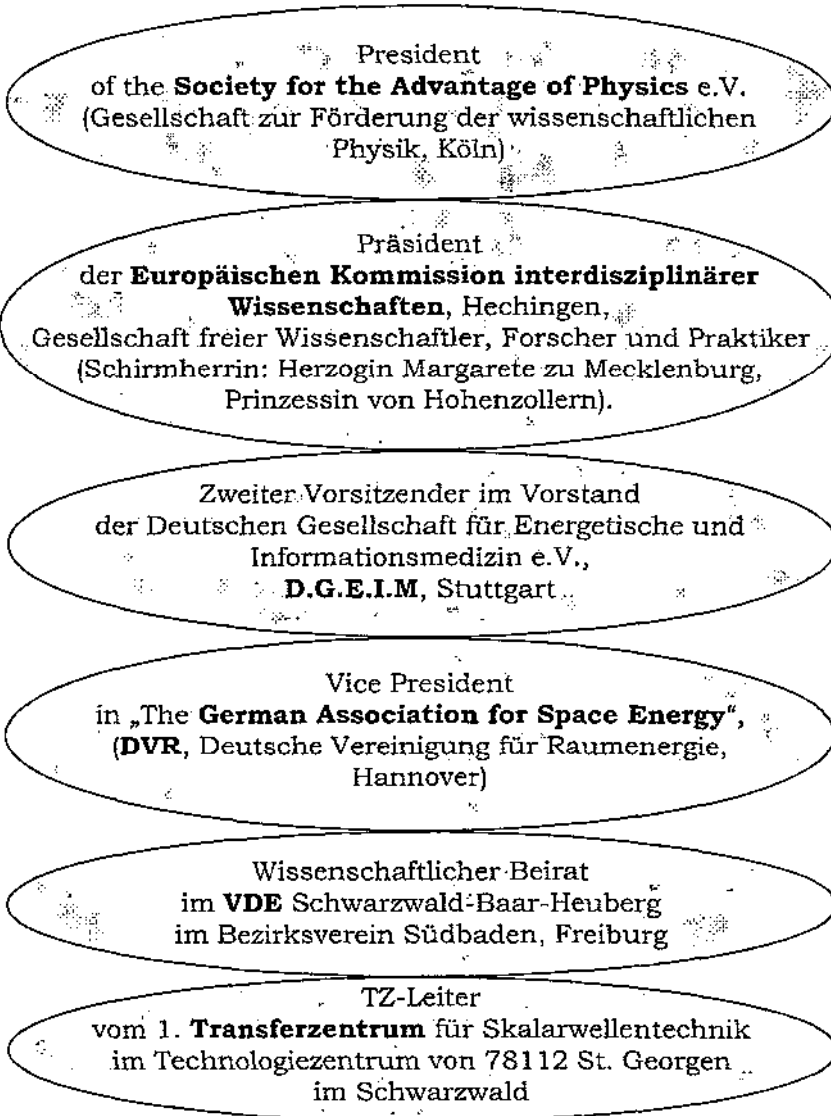 President
of the Society for the Advantage of Physics e.V.
(Gesellschaft zur Förderung der wissenschaftlichen
Physik, Köln)
Präsident
der Europäischen Kommission interdisziplinärer
Wissenschaften, Hechingen,
Gesellschaft freier Wissenschaftler, Forscher und Praktiker
(Schirmherrin: Herzogin Margarete zu Mecklenburg,
Prinzessin von Hohenzollern).
Zweiter Vorsitzender im Vorstand
der Deutschen Gesellschaft für Energetische und
Informationsmedizin e.V.,
D.G.E.I.M, Stuttgart
Vice President
in „The German Association for Space Energy“,
(DVR, Deutsche Vereinigung für Raumenergie,
Hannover)
Wissenschaftlicher Beirat
im VDE Schwarzwald-Baar-Heuberg
im Bezirksverein Südbaden, Freiburg
TZ-Leiter
vom 1. Transferzentrum für Skalarwellentechnik
im Technologiezentrum von 78112 St. Georgen
im Schwarzwald